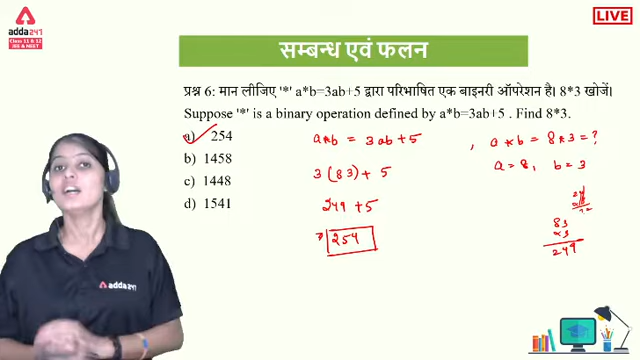 adda247
Class 11 & 12
JEE & NEET
LIVE
सम्बन्ध एवं फलन
प्रश्न 6: मान लीजिए '*' a*b=3ab+5 द्वारा परिभाषित एक बाइनरी ऑपरेशन है। 8*3 खोजें।
Suppose '*' is a binary operation defined by a*b=3ab+5 . Find 8*3.
a) 254
b) 1458
c) 1448
d) 1541
a*b = 3ab+5 , a*b = 8*3 = ?
a=8, b=3
3(83)+5
249+5
254
83
×3
249
adda247